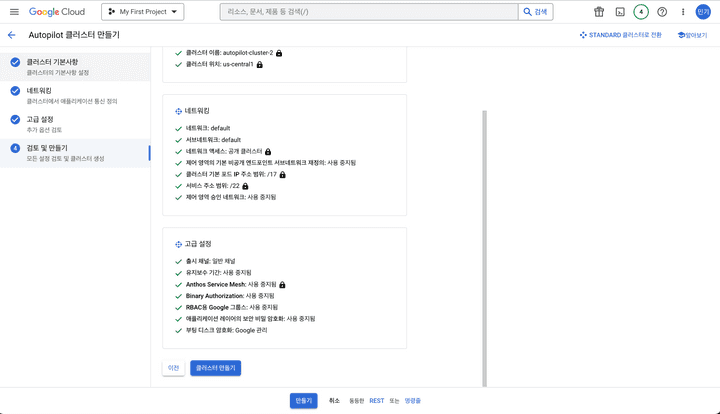 Google Cloud
My First Project
리소스, 문서, 제품 등 검색(/)
검색
4
민기
Autopilot 클러스터 만들기
STANDARD 클러스터로 전환
알아보기
클러스터 기본사항
클러스터의 기본사항 설정
네트워킹
클러스터에서 애플리케이션 통신 정의
고급 설정
추가 옵션 검토
4
검토 및 만들기
모든 설정 검토 및 클러스터 생성
클러스터 이름: autopilot-cluster-2
클러스터 위치: us-central1
네트워킹
네트워크: default
서브네트워크: default
네트워크 액세스: 공개 클러스터
제어 영역의 기본 비공개 엔드포인트 서브네트워크 재정의: 사용 중지됨
클러스터 기본 포드 IP 주소 범위: /17
서비스 주소 범위: /22
제어 영역 승인 네트워크: 사용 중지됨
고급 설정
출시 채널: 일반 채널
유지보수 기간: 사용 중지됨
Anthos Service Mesh: 사용 중지됨
Binary Authorization: 사용 중지됨
RBAC용 Google 그룹스: 사용 중지됨
애플리케이션 레이어의 보안 비밀 암호화: 사용 중지됨
부팅 디스크 암호화: Google 관리
이전
클러스터 만들기
만들기
취소
동등한 REST 또는 명령줄